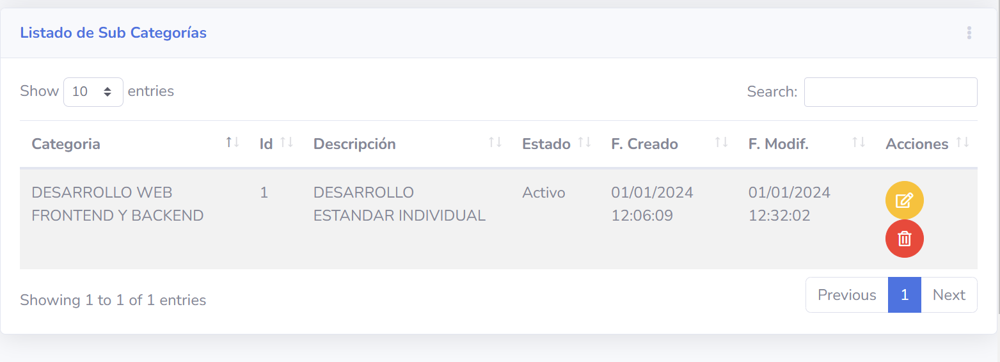 Listado de Sub Categorías
Show 10 entries
Search:
Categoria Id Descripción Estado F. Creado F. Modif. Acciones
DESARROLLO WEB 1 DESARROLLO Activo 01/01/2024 01/01/2024
FRONTEND Y BACKEND ESTANDAR INDIVIDUAL 12:06:09 12:32:02
Showing 1 to 1 of 1 entries
Previous 1 Next